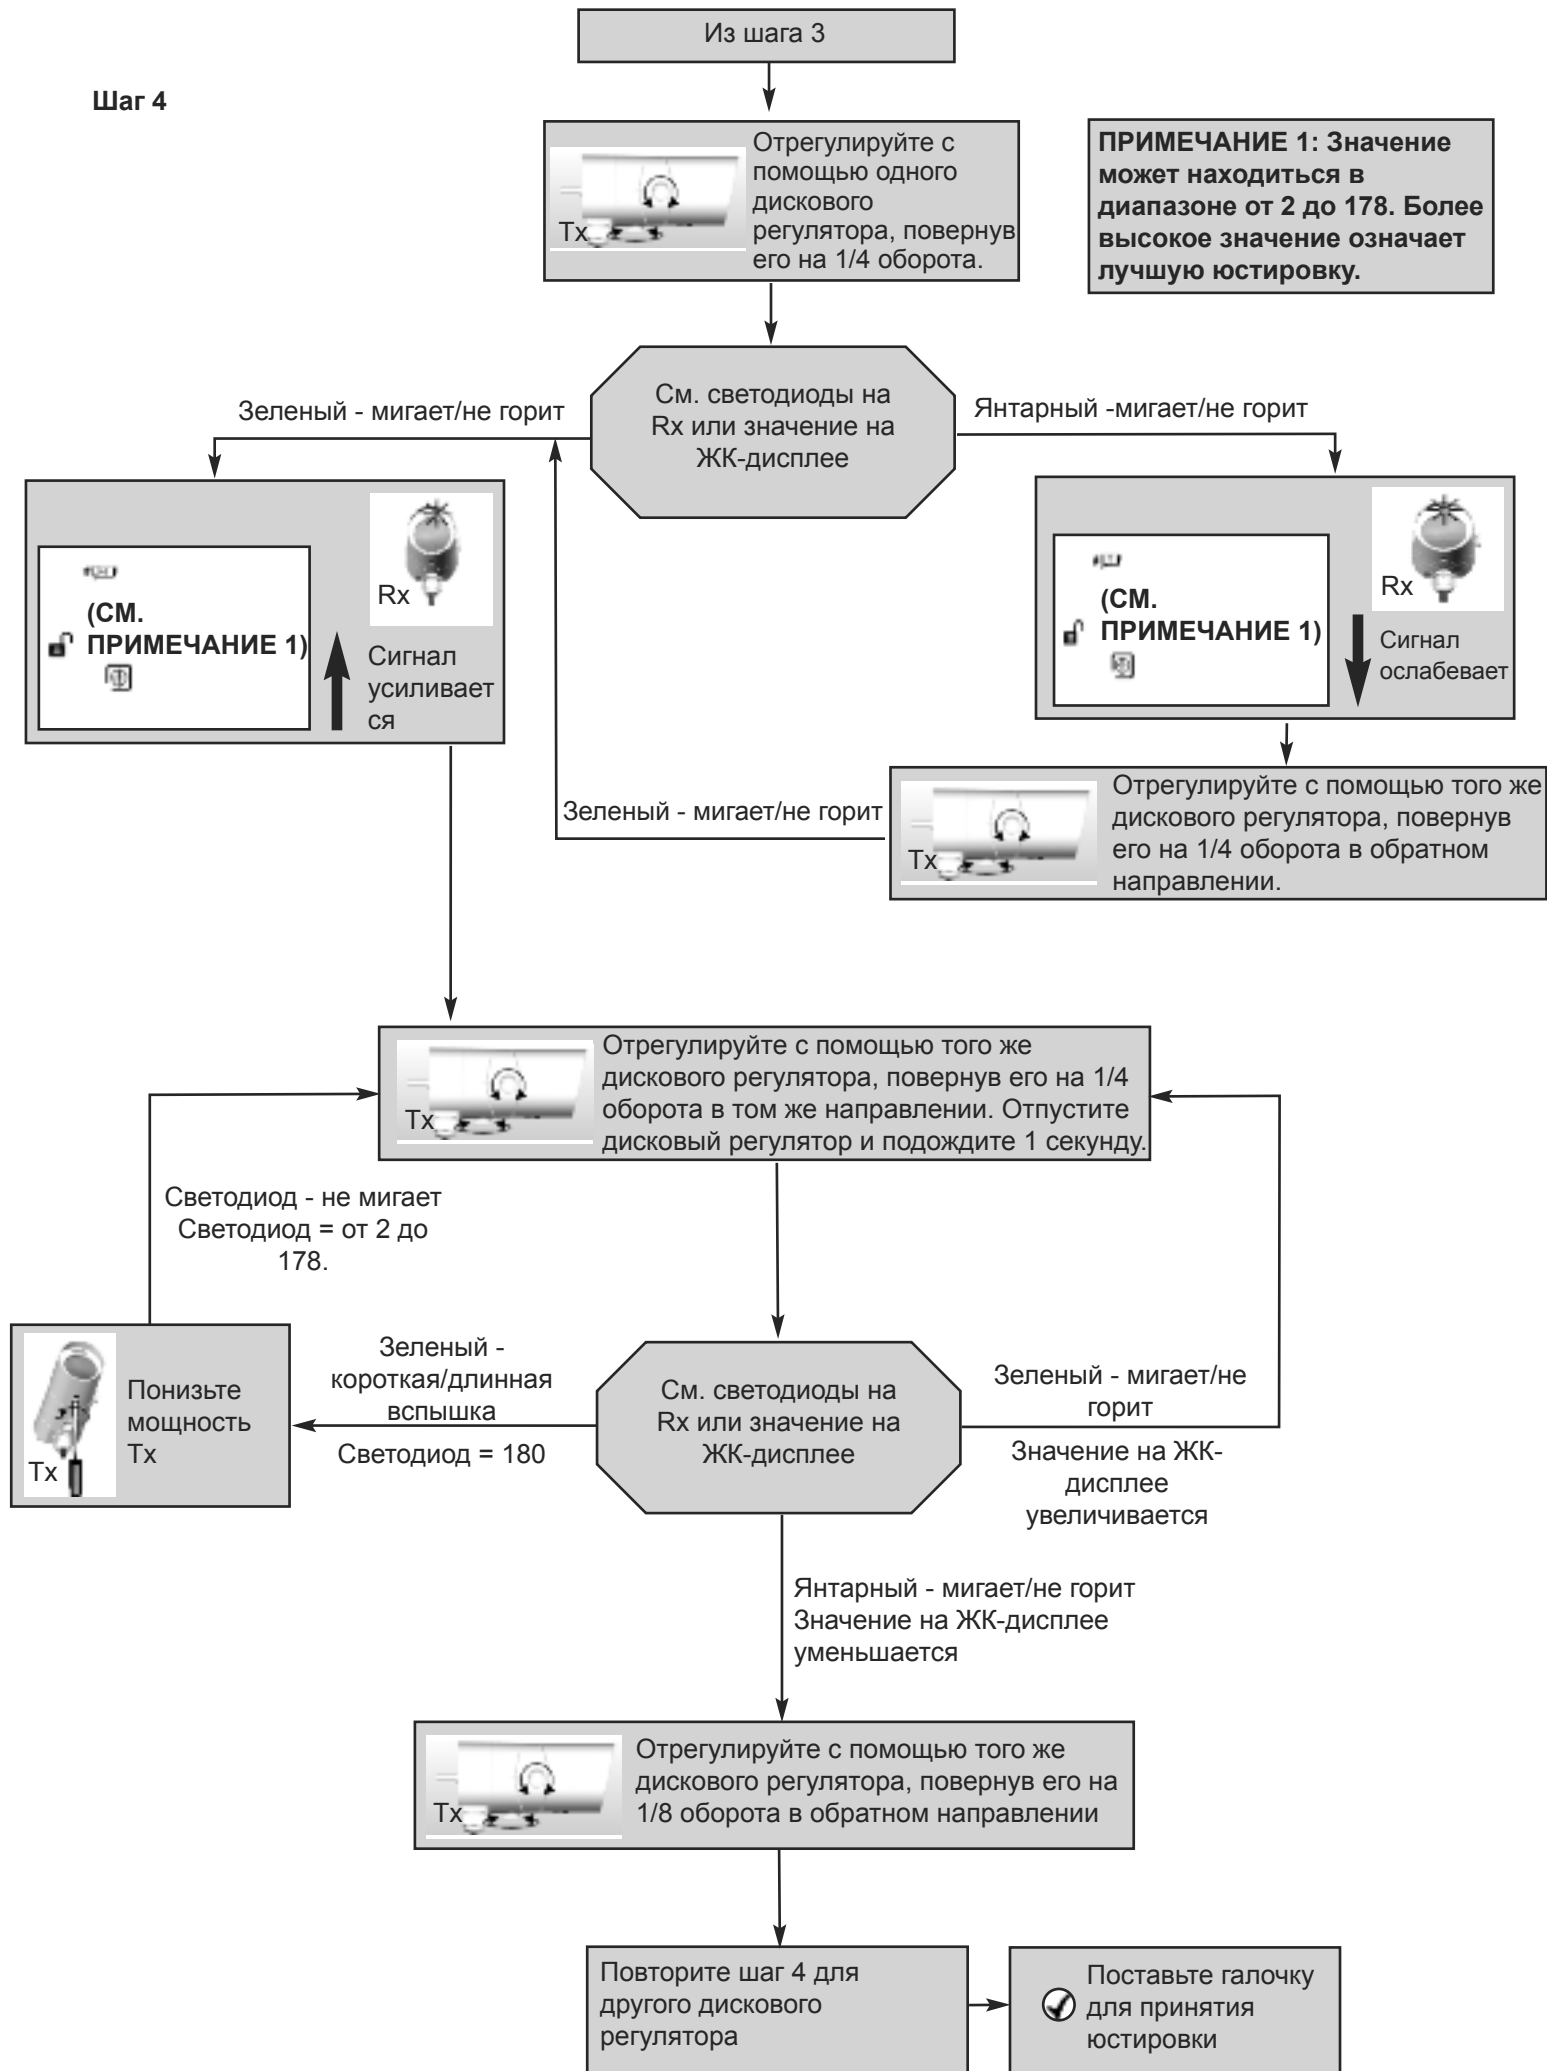 Из шага 3
Шаг 4
Отрегулируйте с
помощью одного
дискового
регулятора, повернув
его на 1/4 оборота.
Tx
ПРИМЕЧАНИЕ 1: Значение
может находиться в
диапазоне от 2 до 178. Более
высокое значение означает
лучшую юстировку.
См. светодиоды на
Rx или значение на
ЖК-дисплее
Зеленый - мигает/не горит
Янтарный -мигает/не горит
Rx
(СМ.
ПРИМЕЧАНИЕ 1)
Сигнал
усиливает
ся
Rx
(СМ.
ПРИМЕЧАНИЕ 1)
Сигнал
ослабевает
Зеленый - мигает/не горит
Tx
Отрегулируйте с помощью того же
дискового регулятора, повернув
его на 1/4 оборота в обратном
направлении.
Tx
Отрегулируйте с помощью того же
дискового регулятора, повернув его на 1/4
оборота в том же направлении. Отпустите
дисковый регулятор и подождите 1 секунду.
Светодиод - не мигает
Светодиод = от 2 до
178.
Tx
Понизьте
мощность
Tx
Зеленый -
короткая/длинная
вспышка
Светодиод = 180
См. светодиоды на
Rx или значение на
ЖК-дисплее
Зеленый - мигает/не
горит
Значение на ЖК-
дисплее
увеличивается
Янтарный - мигает/не горит
Значение на ЖК-дисплее
уменьшается
Tx
Отрегулируйте с помощью того же
дискового регулятора, повернув его на
1/8 оборота в обратном направлении
Повторите шаг 4 для
другого дискового
регулятора
Поставьте галочку
для принятия
юстировки